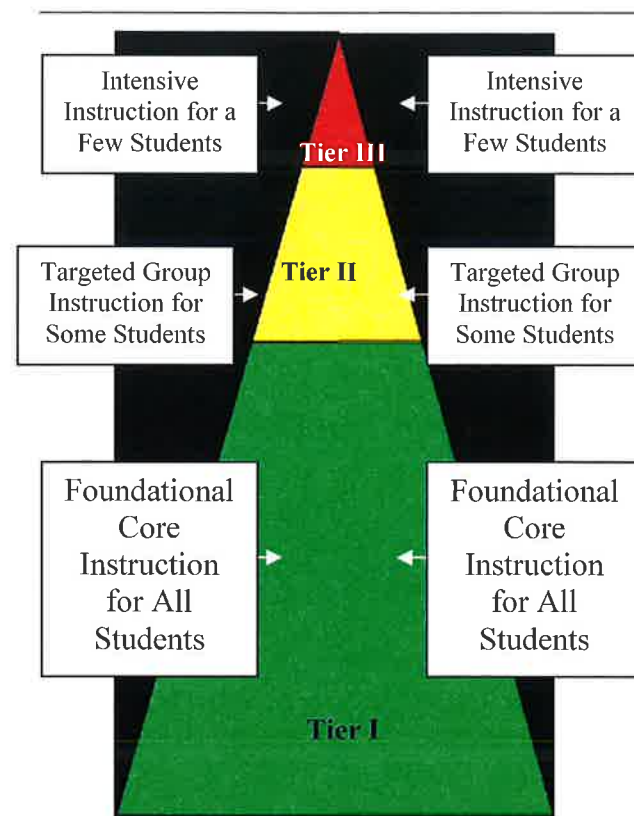 Intensive
Instruction for a
Few Students
Intensive
Instruction for a
Few Students
Tier III
Targeted Group
Instruction for
Some Students
Tier II
Targeted Group
Instruction for
Some Students
Foundational
Core
Instruction
for All
Students
Foundational
Core
Instruction
for All
Students
Tier I